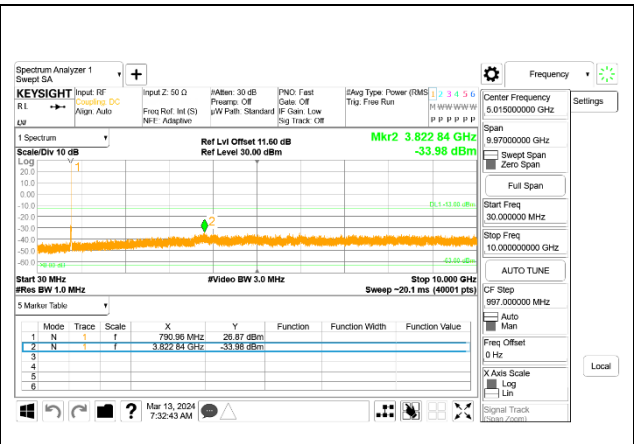 Spectrum Analyzer 1
Swept SA
Frequency
KEYSIGHT
Input: RF
Coupling: DC
Align: Auto
Input Z: 50 Ω
Freq Ref: Int (S)
NFE: Adaptive
#Atten: 30 dB
Preamp: Off
µW Path: Standard
PNO: Fast
Gate: Off
IF Gain: Low
Sig Track: Off
#Avg Type: Power (RMS
Trig: Free Run
1 2 3 4 5 6
M W W W W W
P P P P P P
RL
Center Frequency
5.015000000 GHz
Settings
Span
9.97000000 GHz
Swept Span
Zero Span
Full Span
Start Freq
30.000000 MHz
Stop Freq
10.000000000 GHz
AUTO TUNE
CF Step
997.000000 MHz
Auto
Man
Freq Offset
0 Hz
X Axis Scale
Log
Lin
Signal Track
(Span Zoom)
Local
1 Spectrum
Scale/Div 10 dB
Ref Lvl Offset 11.60 dB
Ref Level 30.00 dBm
Mkr2 3.822 84 GHz
-33.98 dBm
Log
1
20.0
10.0
0.00
-10.0
DL1 -13.00 dBm
-20.0
2
-30.0
-40.0
-50.0
-60.0
Start 30 MHz
#Video BW 3.0 MHz
Stop 10.000 GHz
#Res BW 1.0 MHz
Sweep ~20.1 ms (40001 pts)
5 Marker Table
Mode Trace Scale X Y Function Function Width Function Value
1 N 1 f 790.96 MHz 26.87 dBm
2 N 1 f 3.822 84 GHz -33.98 dBm
3
4
5
6
?
Mar 13, 2024
7:32:43 AM